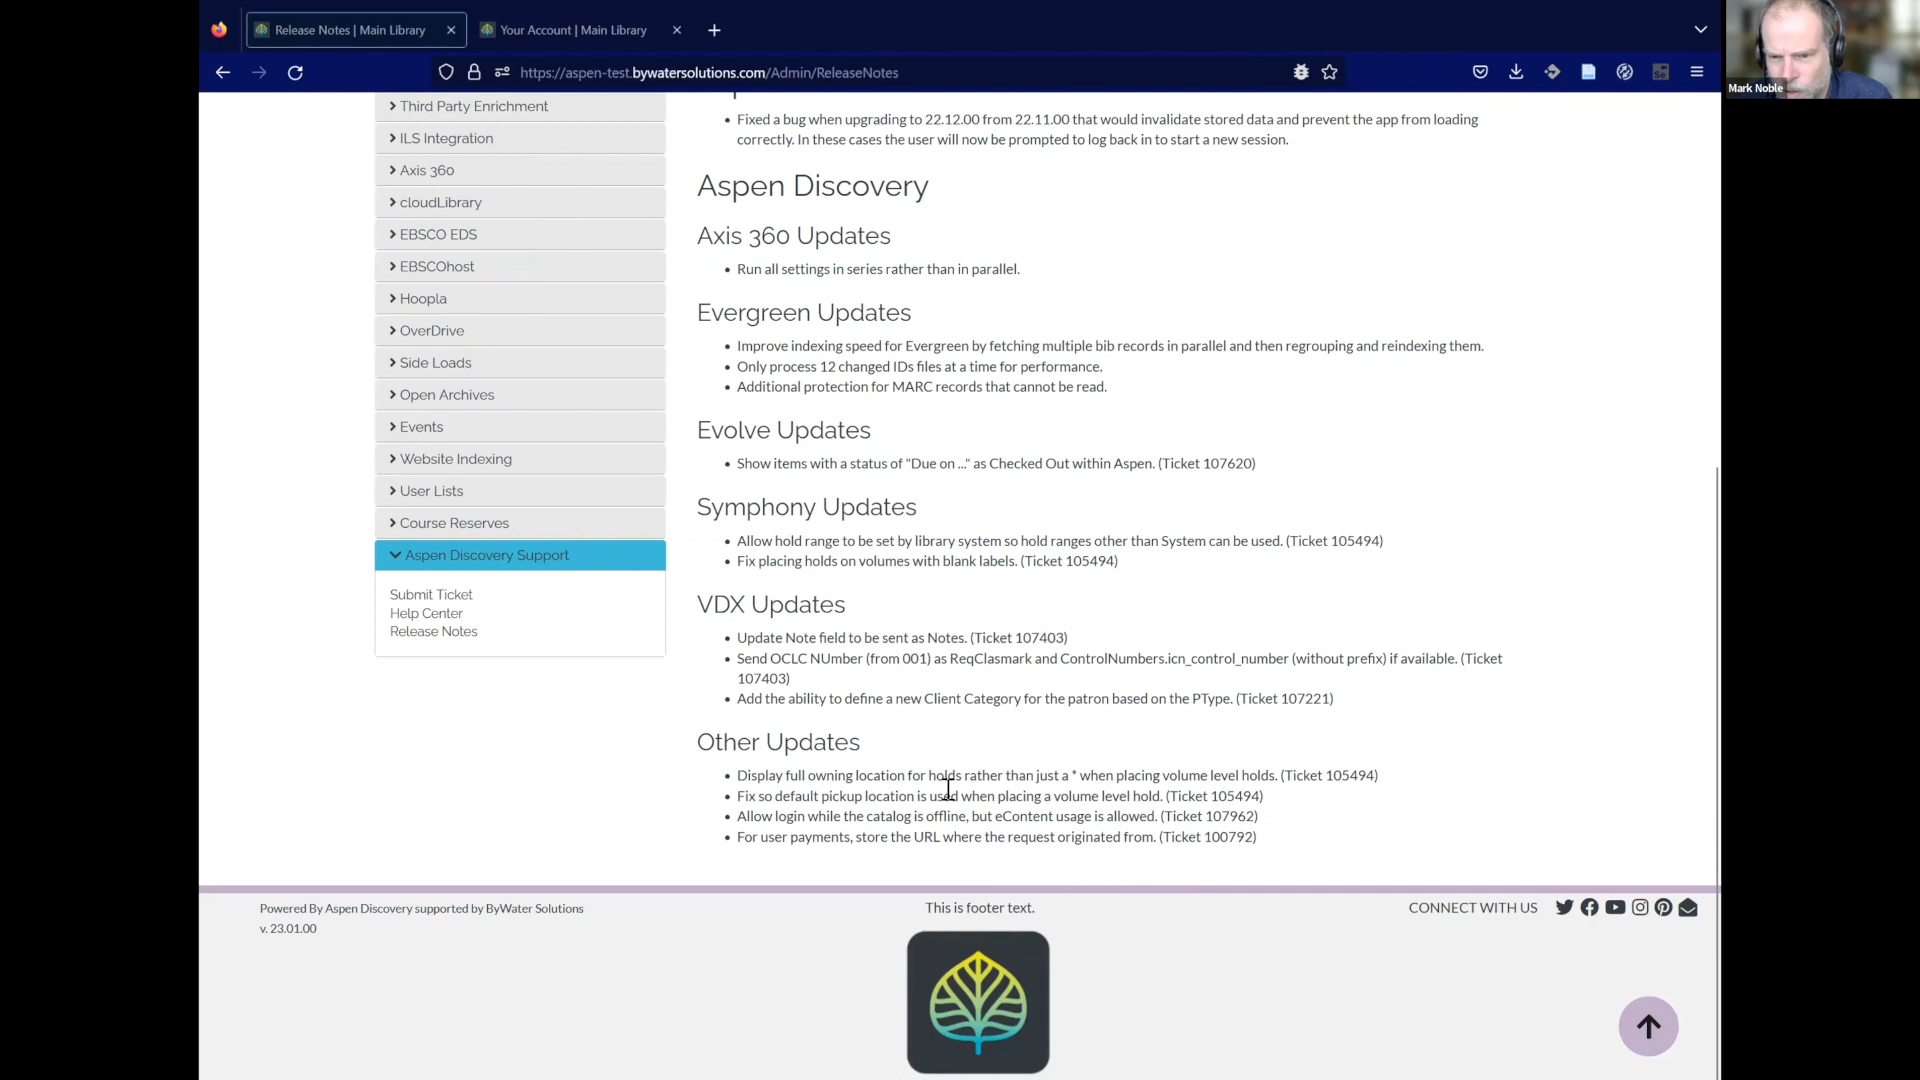 Release Notes | Main Library
Your Account | Main Library
https://aspen-test.bywatersolutions.com/Admin/ReleaseNotes
Mark Noble
Third Party Enrichment
ILS Integration
Axis 360
cloudLibrary
EBSCO EDS
EBSCOhost
Hoopla
OverDrive
Side Loads
Open Archives
Events
Website Indexing
User Lists
Course Reserves
Aspen Discovery Support
Submit Ticket
Help Center
Release Notes
Fixed a bug when upgrading to 22.12.00 from 22.11.00 that would invalidate stored data and prevent the app from loading
correctly. In these cases the user will now be prompted to log back in to start a new session.
Aspen Discovery
Axis 360 Updates
Run all settings in series rather than in parallel.
Evergreen Updates
Improve indexing speed for Evergreen by fetching multiple bib records in parallel and then regrouping and reindexing them.
Only process 12 changed IDs files at a time for performance.
Additional protection for MARC records that cannot be read.
Evolve Updates
Show items with a status of "Due on ..." as Checked Out within Aspen. (Ticket 107620)
Symphony Updates
Allow hold range to be set by library system so hold ranges other than System can be used. (Ticket 105494)
Fix placing holds on volumes with blank labels. (Ticket 105494)
VDX Updates
Update Note field to be sent as Notes. (Ticket 107403)
Send OCLC NUmber (from 001) as ReqClasmark and ControlNumbers.icn_control_number (without prefix) if available. (Ticket
107403)
Add the ability to define a new Client Category for the patron based on the PType. (Ticket 107221)
Other Updates
Display full owning location for holds rather than just a * when placing volume level holds. (Ticket 105494)
Fix so default pickup location is used when placing a volume level hold. (Ticket 105494)
Allow login while the catalog is offline, but eContent usage is allowed. (Ticket 107962)
For user payments, store the URL where the request originated from. (Ticket 100792)
Powered By Aspen Discovery supported by ByWater Solutions
v. 23.01.00
This is footer text.
CONNECT WITH US